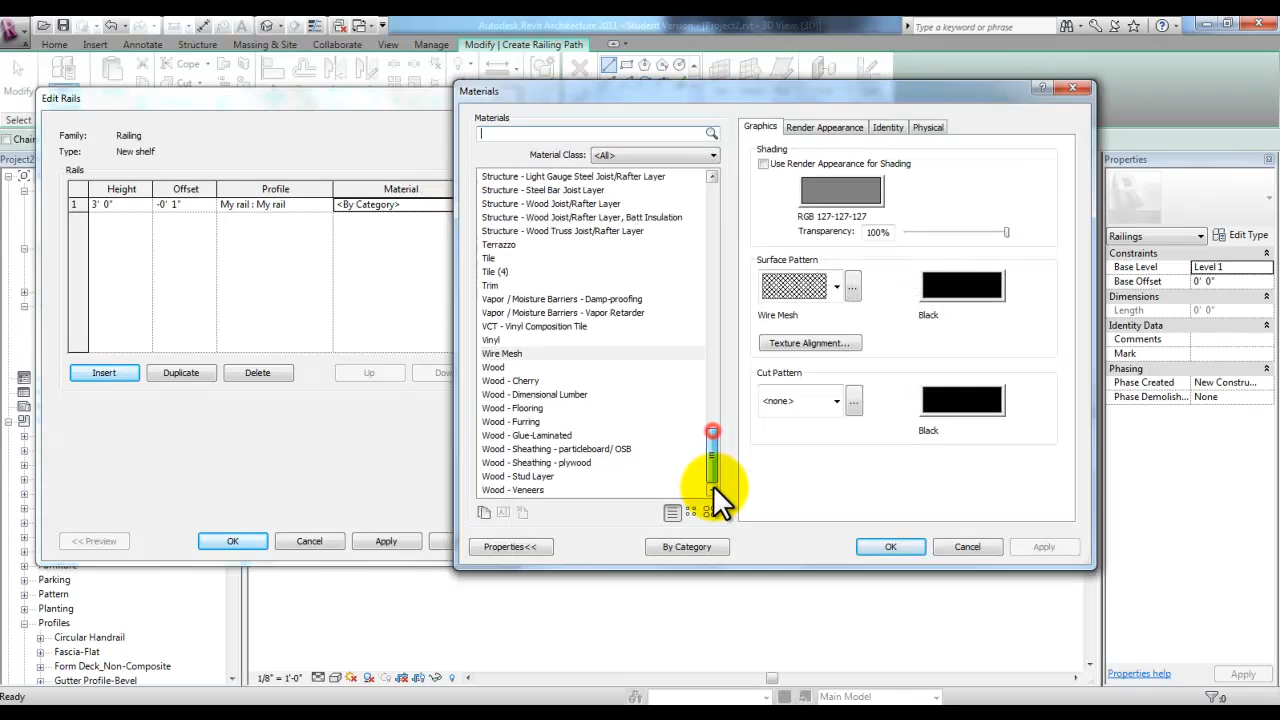 Autodesk Revit Architecture 2011 - Student Version - [Project2.rvt - 3D View: {3D}]
Type a keyword or phrase
Home Insert Annotate Structure Massing & Site Collaborate View Manage Modify | Create Railing Path
Modify
Cope
Cut
Select
Chain
Project2
Edit Rails
Family: Railing
Type: New shelf
Rails
Height Offset Profile Material
1 3' 0" -0' 1" My rail : My rail <By Category>
Insert Duplicate Delete Up Down
<< Preview OK Cancel Apply
Materials
Materials
Material Class: <All>
Structure - Light Gauge Steel Joist/Rafter Layer
Structure - Steel Bar Joist Layer
Structure - Wood Joist/Rafter Layer
Structure - Wood Joist/Rafter Layer, Batt Insulation
Structure - Wood Truss Joist/Rafter Layer
Terrazzo
Tile
Tile (4)
Trim
Vapor / Moisture Barriers - Damp-proofing
Vapor / Moisture Barriers - Vapor Retarder
VCT - Vinyl Composition Tile
Vinyl
Wire Mesh
Wood
Wood - Cherry
Wood - Dimensional Lumber
Wood - Flooring
Wood - Furring
Wood - Glue-Laminated
Wood - Sheathing - particleboard/ OSB
Wood - Sheathing - plywood
Wood - Stud Layer
Wood - Veneers
Properties<< By Category OK Cancel Apply
Graphics Render Appearance Identity Physical
Shading
Use Render Appearance for Shading
RGB 127-127-127
Transparency: 100%
Surface Pattern
Wire Mesh Black
Texture Alignment...
Cut Pattern
<none>
Black
Properties
Railings Edit Type
Constraints
Base Level Level 1
Base Offset 0' 0"
Dimensions
Length 0' 0"
Identity Data
Comments
Mark
Phasing
Phase Created New Constru...
Phase Demolish... None
Properties help Apply
Parking
Pattern
Planting
Profiles
Circular Handrail
Fascia-Flat
Form Deck_Non-Composite
Gutter Profile-Bevel
1/8" = 1'-0"
Ready Main Model :0